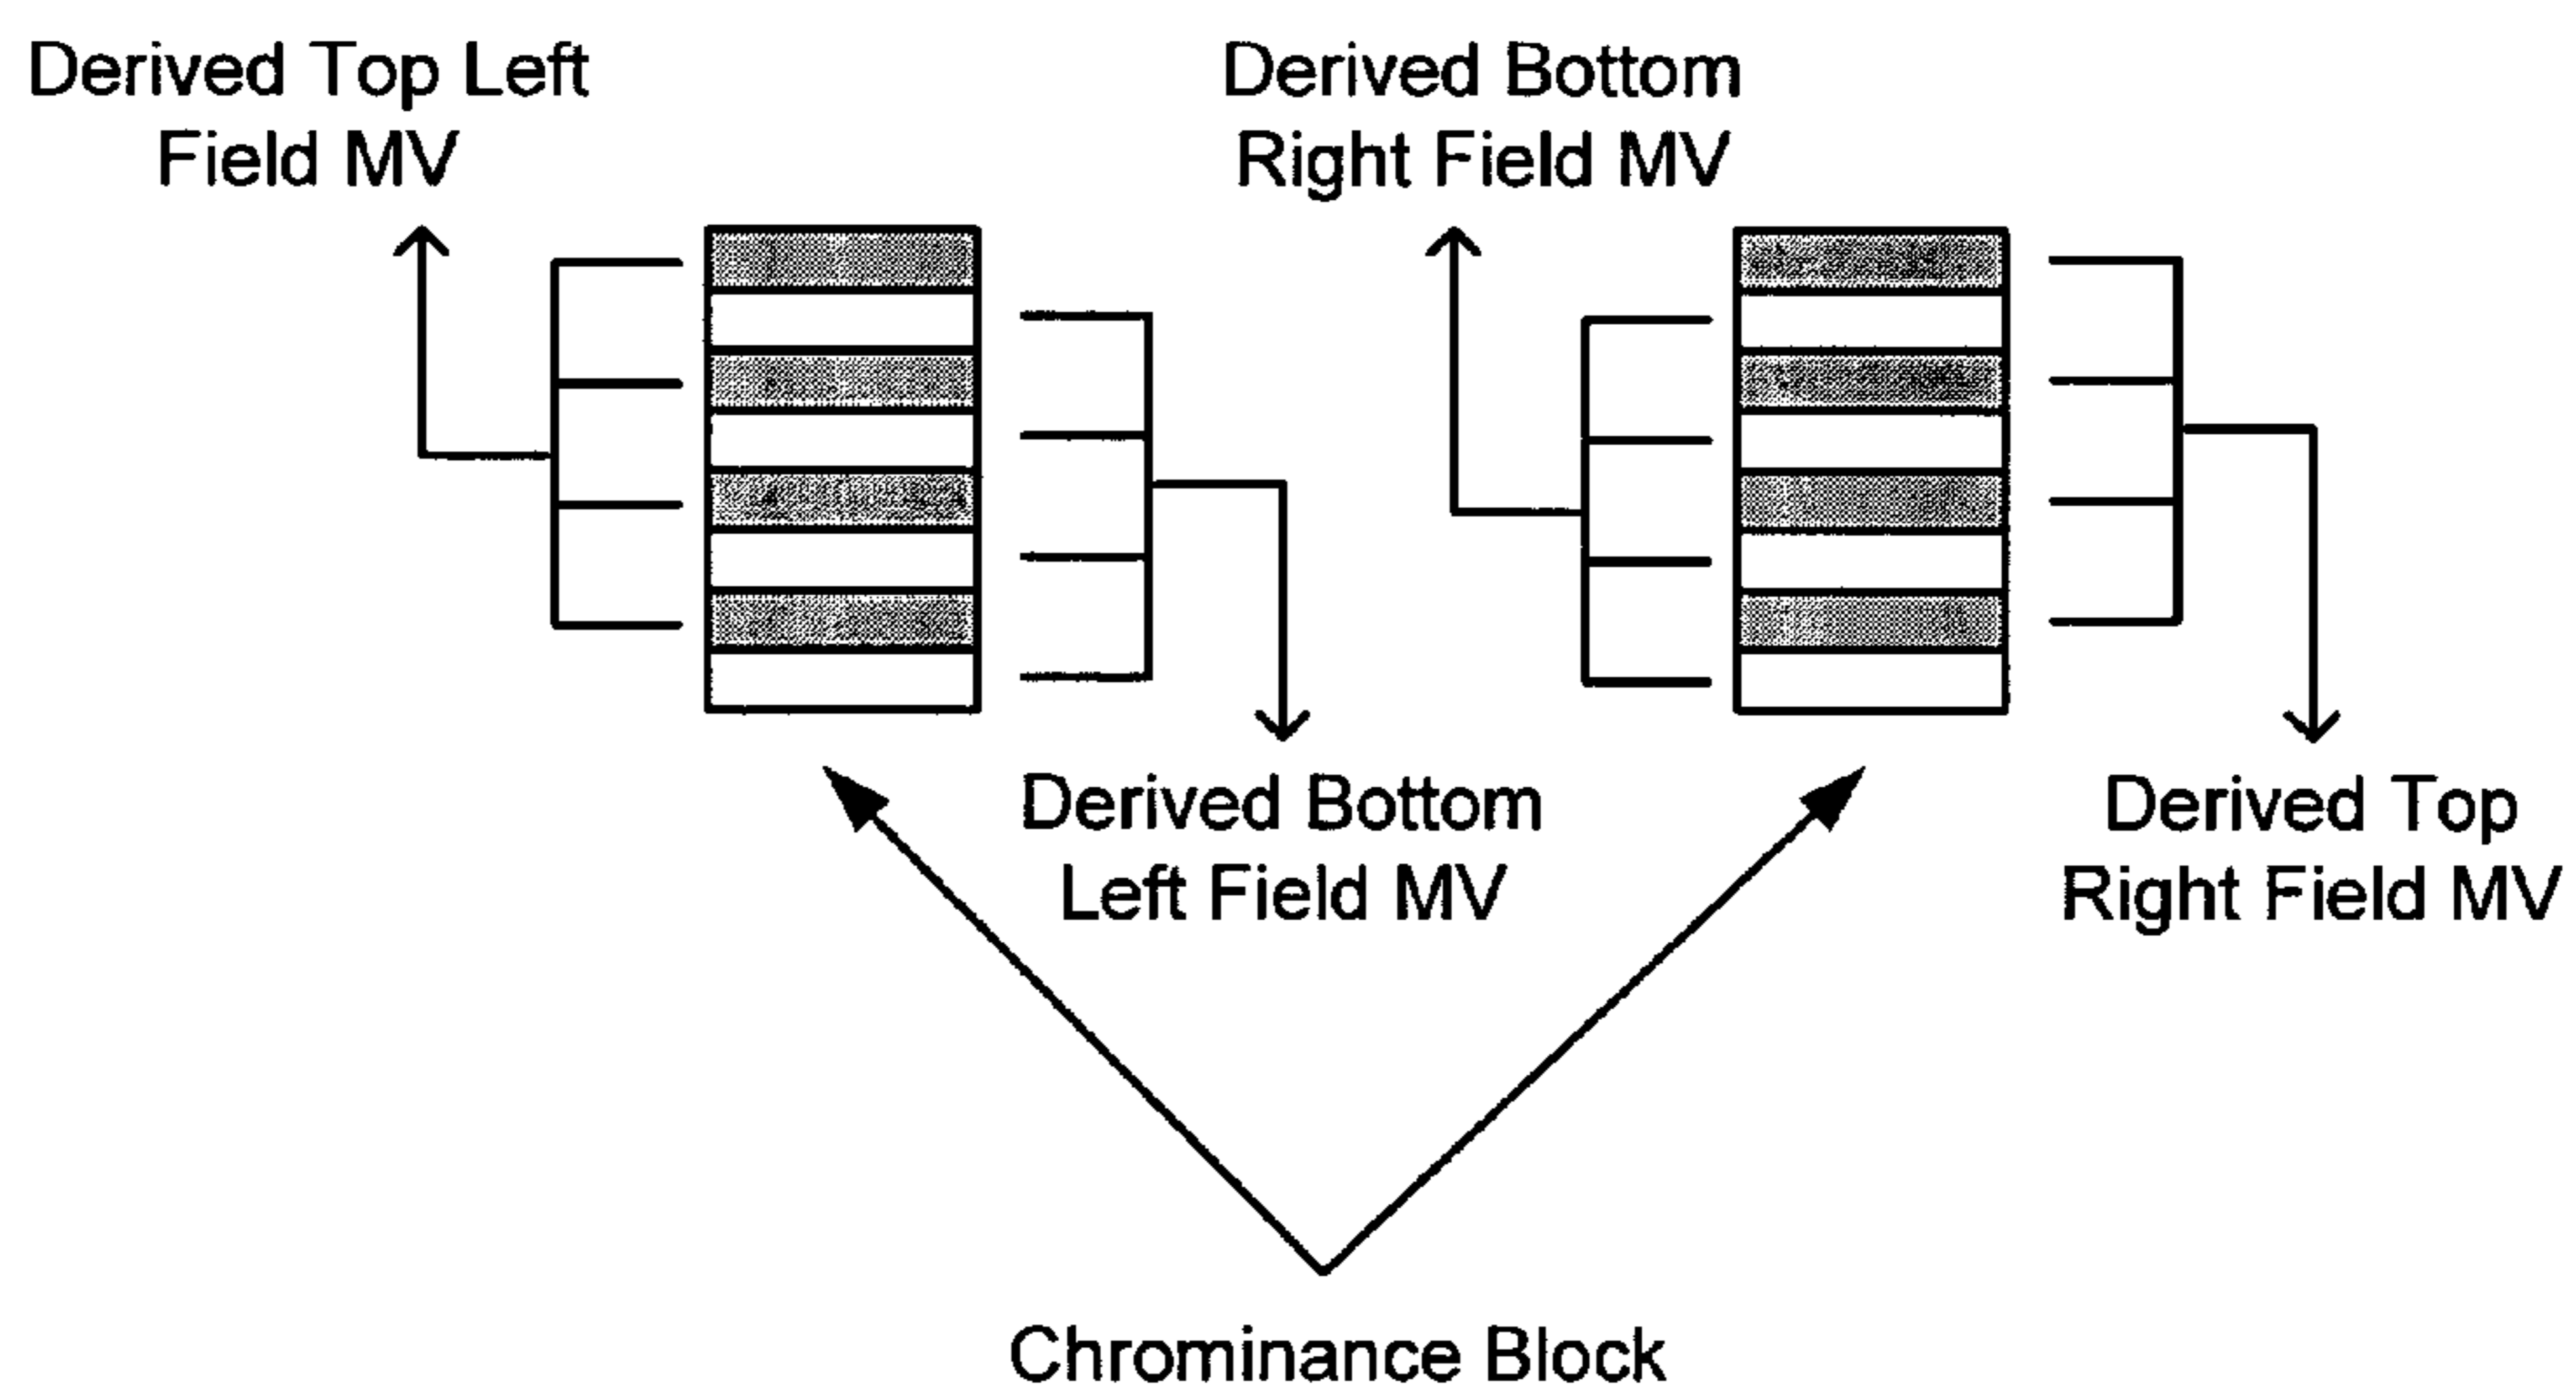 Derived Top Left
Field MV
Derived Bottom
Right Field MV
Derived Bottom
Left Field MV
Derived Top
Right Field MV
Chrominance Block